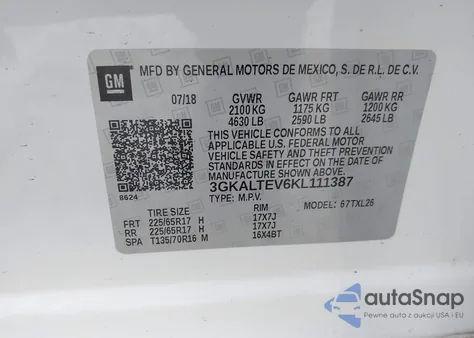 GM
MFD BY GENERAL MOTORS DE MEXICO, S. DE R.L. DE C.V.
07/18 GVWR GAWR FRT GAWR RR
2100 KG 1175 KG 1200 KG
4630 LB 2590 LB 2645 LB
THIS VEHICLE CONFORMS TO ALL
APPLICABLE U.S. FEDERAL MOTOR
VEHICLE SAFETY AND THEFT
PREVENTION STANDARDS IN EFFECT
ON THE DATE OF MANUFACTURE
SHOWN ABOVE.
3GKALTEV6KL111387
8624 TYPE: M.P.V. MODEL: 67TXL26
TIRE SIZE RIM
FRT 225/65R17 H 17X7J
RR 225/65R17 H 17X7J
SPA T135/70R16 M 16X4BT
autoSnap
Pewne auta z aukcji USA i EU